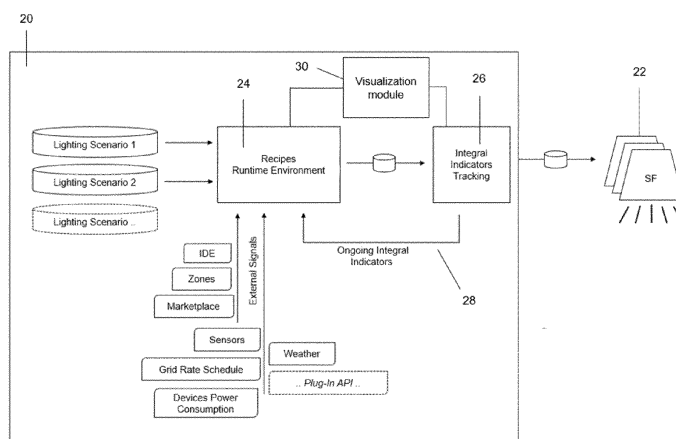 20
30
Visualization
module
24
26
22
Lighting Scenario 1
Lighting Scenario 2
Lighting Scenario ..
Recipes
Runtime Environment
Integral
Indicators
Tracking
SF
Ongoing Integral
Indicators
28
External Signals
IDE
Zones
Marketplace
Sensors
Weather
Grid Rate Schedule
.. Plug-In API ..
Devices Power
Consumption